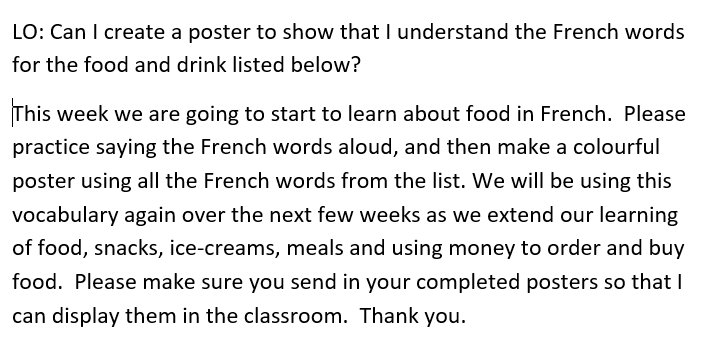 LO: Can I create a poster to show that I understand the French words
for the food and drink listed below?
This week we are going to start to learn about food in French.  Please
practice saying the French words aloud, and then make a colourful
poster using all the French words from the list. We will be using this
vocabulary again over the next few weeks as we extend our learning
of food, snacks, ice-creams, meals and using money to order and buy
food.  Please make sure you send in your completed posters so that I
can display them in the classroom.  Thank you.